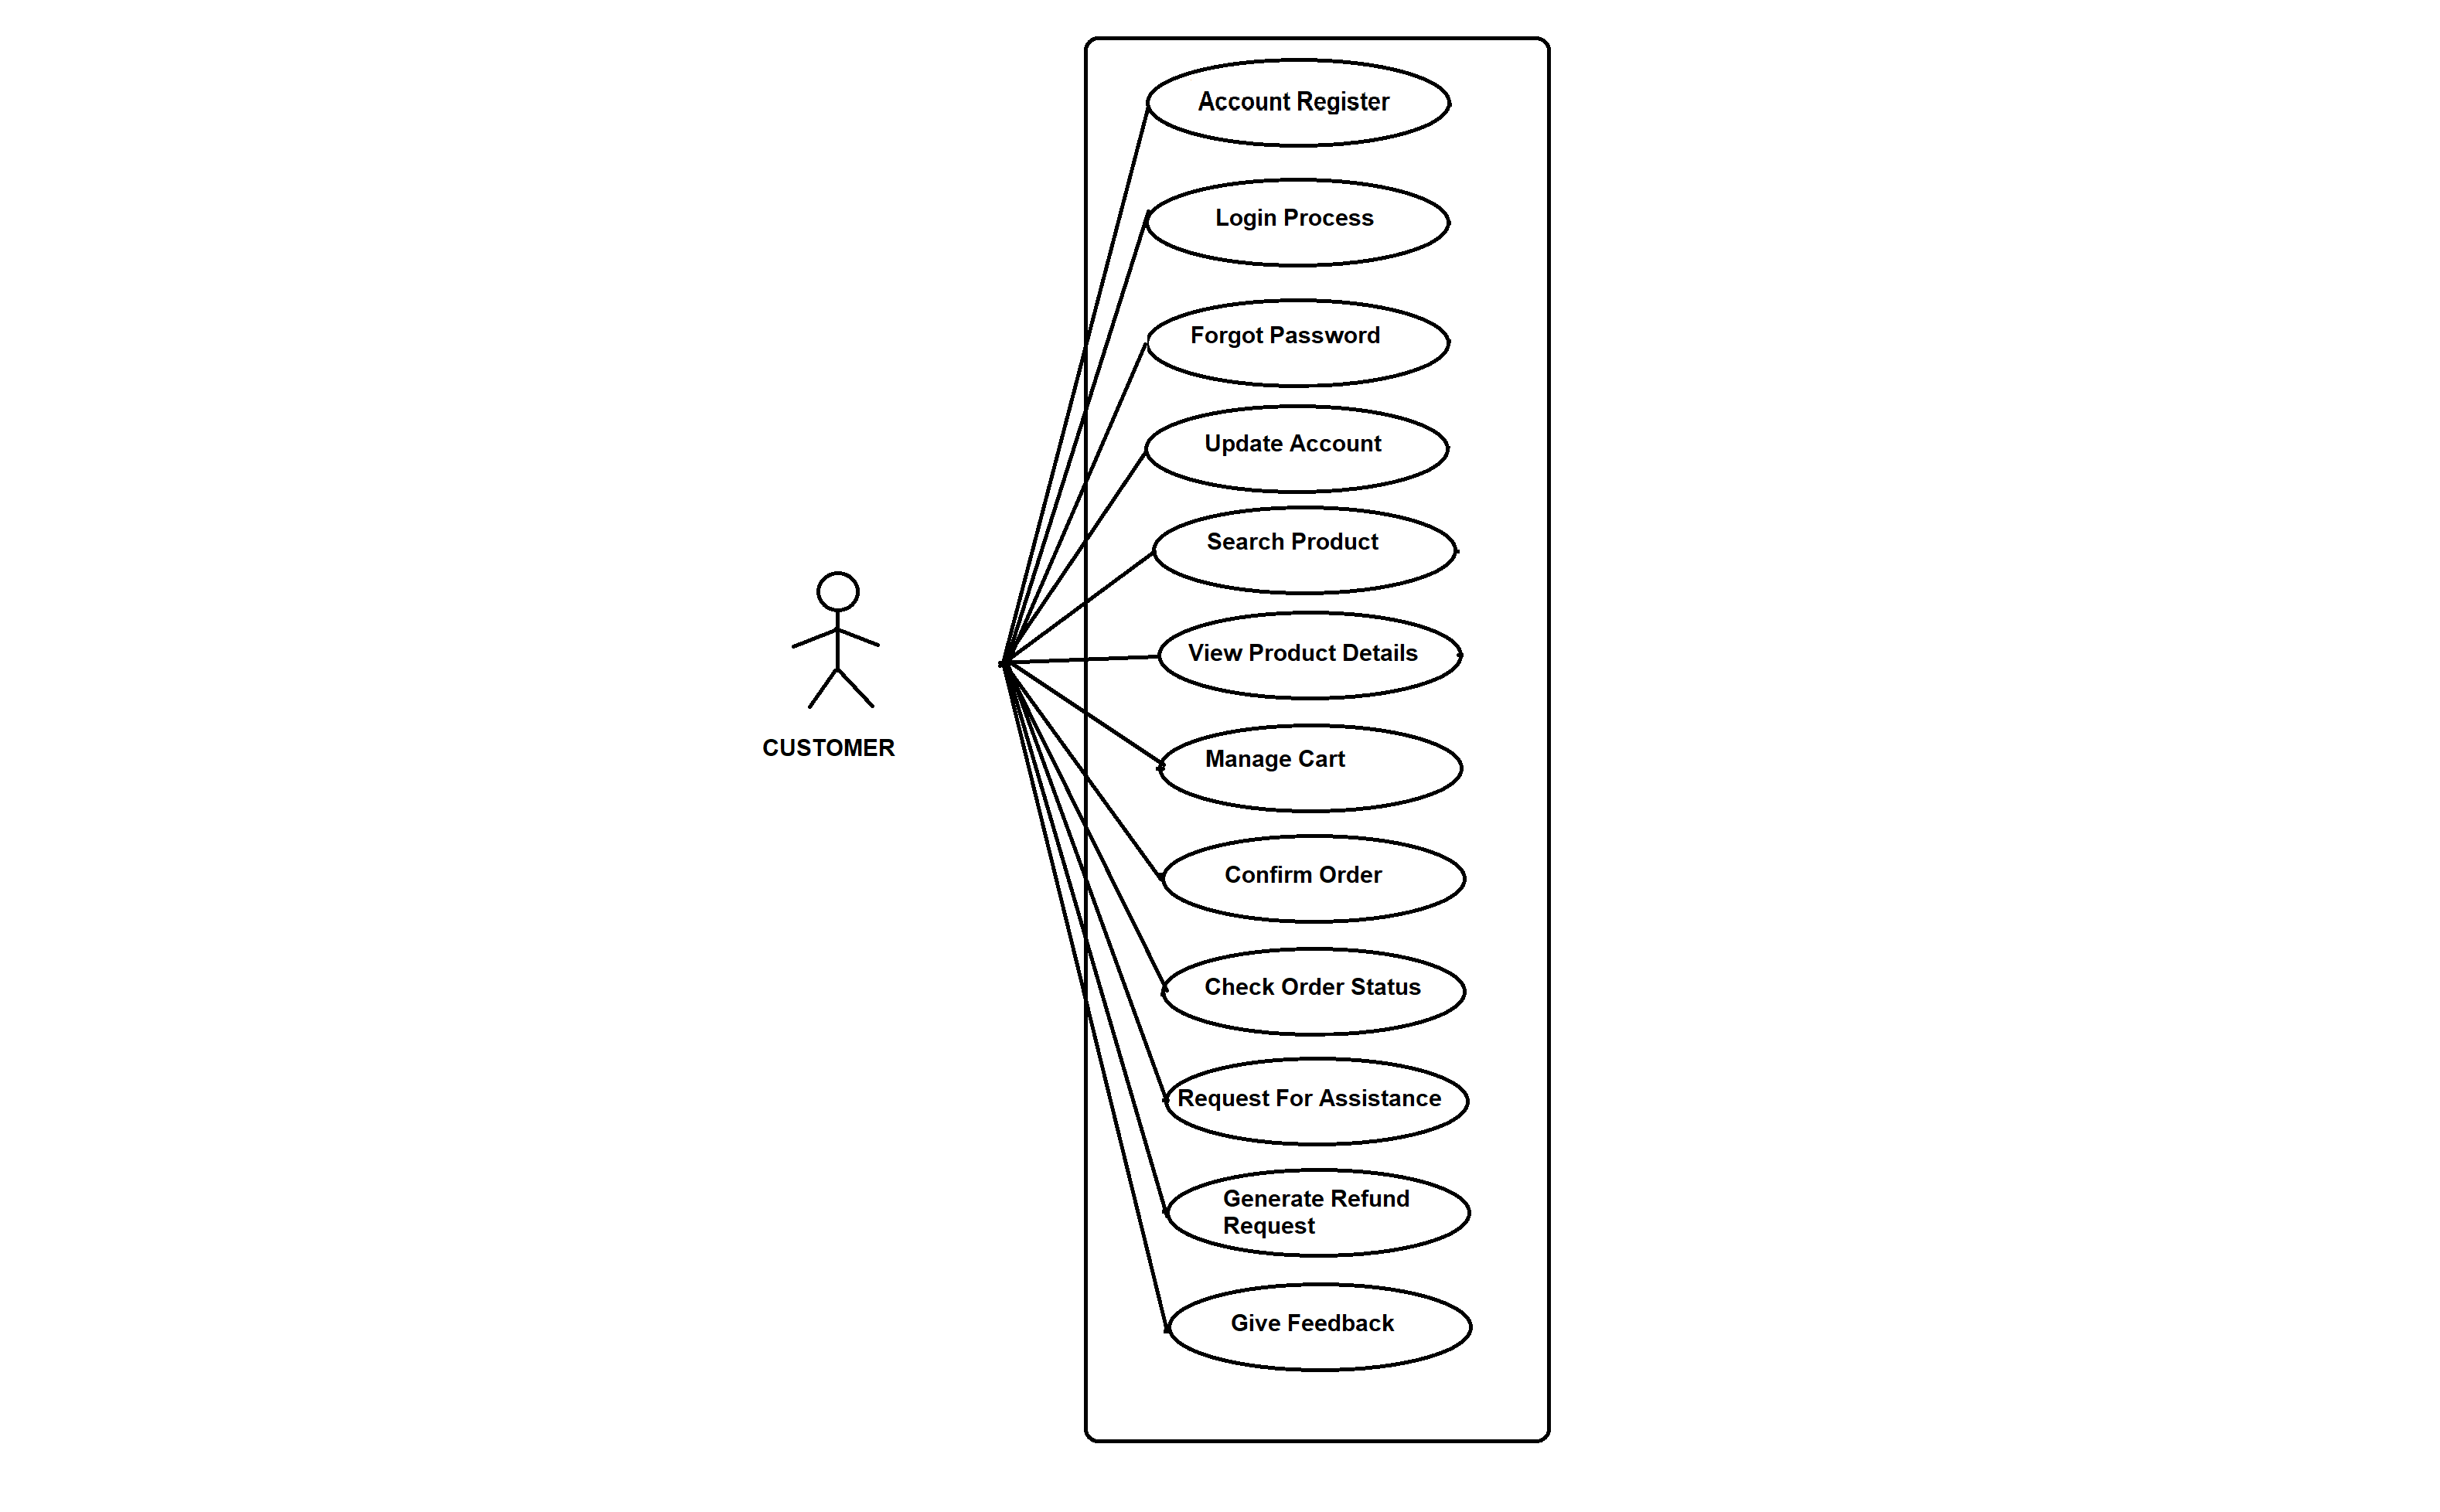 Account Register
Login Process
Forgot Password
Update Account
Search Product
View Product Details
CUSTOMER
Manage Cart
Confirm Order
Check Order Status
Request For Assistance
Generate Refund
Request
Give Feedback